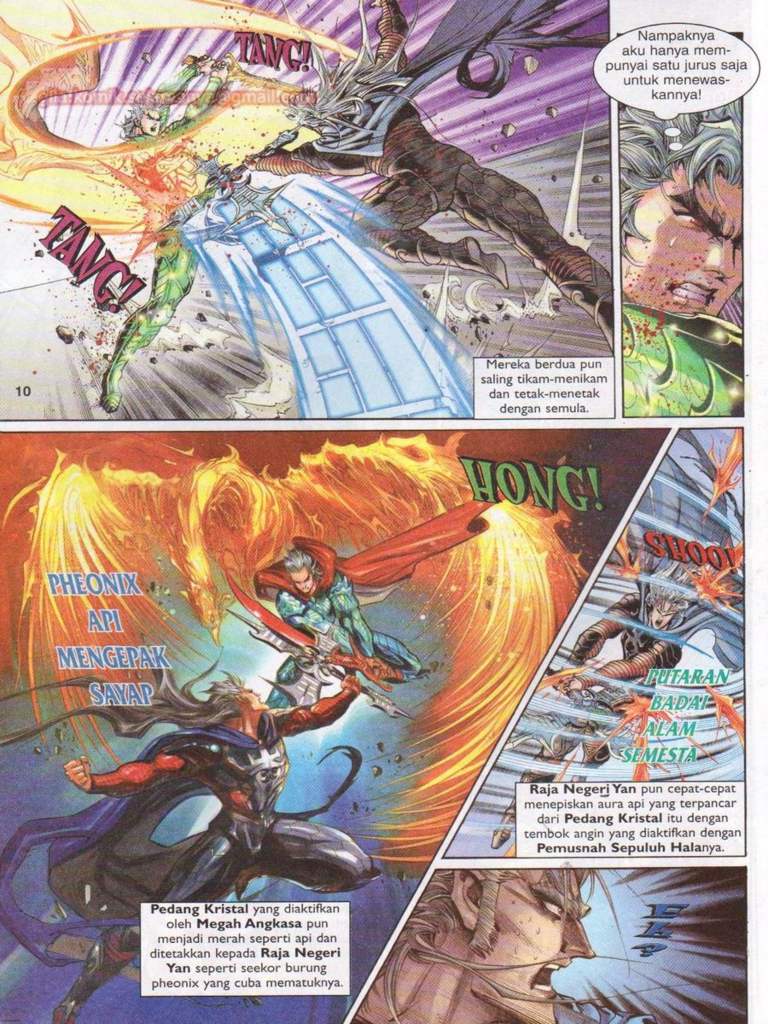 TANG!
Nampaknya
aku hanya mem-
punyai satu jurus saja
untuk menewas-
kannya!
TANG!
Mereka berdua pun
saling tikam-menikam
dan tetak-menetak
dengan semula.
10
HONG!
PHEONIX
API
MENGEPAK
SAYAP
SHOO!
PUTARAN
BADAI
ALAM
SEMESTA
Raja Negeri Yan pun cepat-cepat
menepiskan aura api yang terpancar
dari Pedang Kristal itu dengan
tembok angin yang diaktifkan dengan
Pemusnah Sepuluh Halanya.
Pedang Kristal yang diaktifkan
oleh Megah Angkasa pun
menjadi merah seperti api dan
ditetakkan kepada Raja Negeri
Yan seperti seekor burung
pheonix yang cuba mematuknya.
EK?